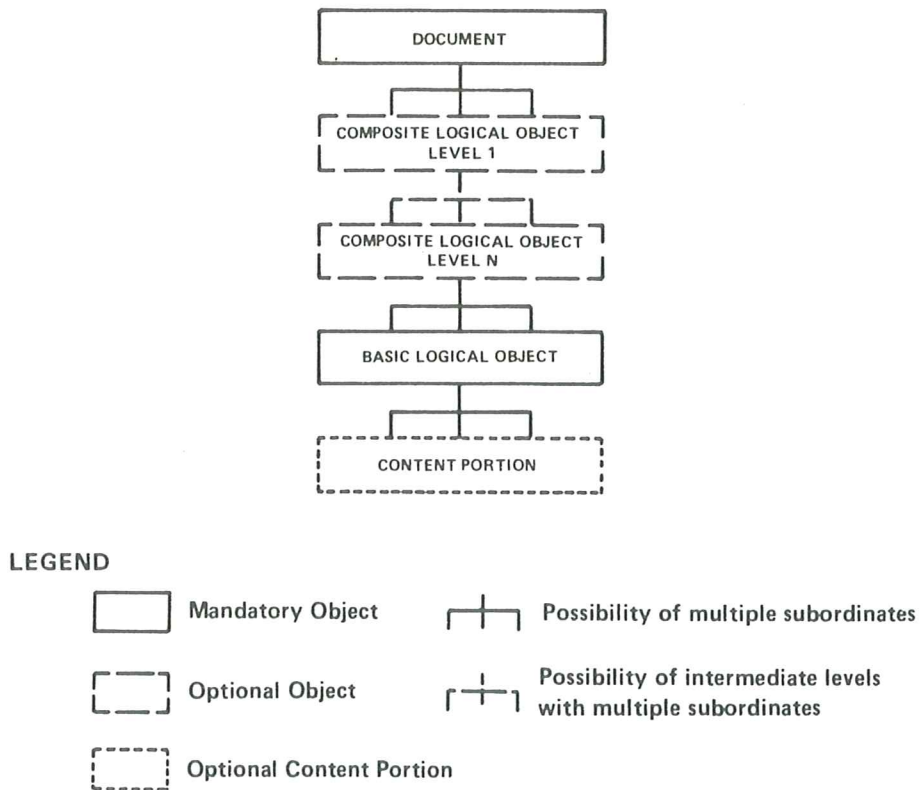 DOCUMENT
COMPOSITE LOGICAL OBJECT
LEVEL 1
COMPOSITE LOGICAL OBJECT
LEVEL N
BASIC LOGICAL OBJECT
CONTENT PORTION
LEGEND
Mandatory Object
Possibility of multiple subordinates
Optional Object
Possibility of intermediate levels
with multiple subordinates
Optional Content Portion